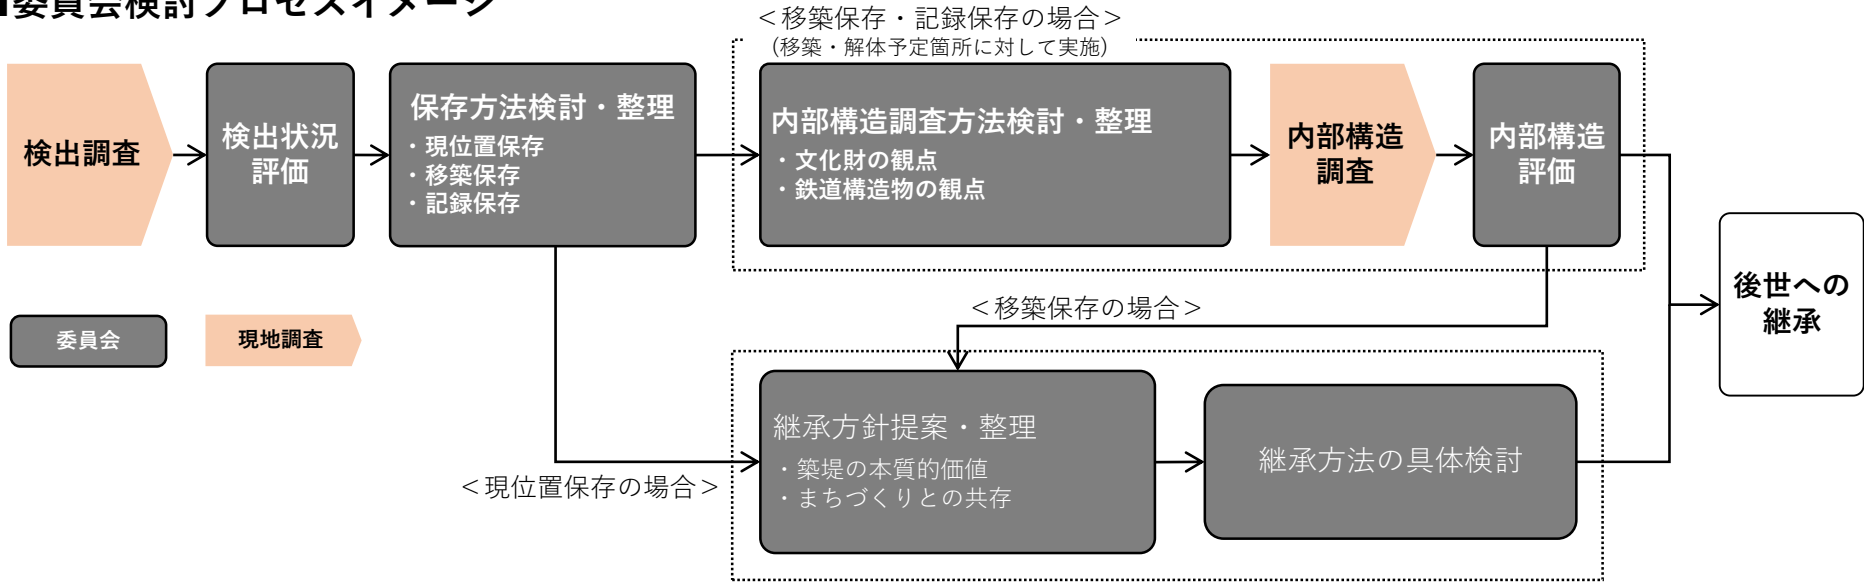 ■委員会検討プロセスイメージ
＜移築保存・記録保存の場合＞
(移築・解体予定箇所に対して実施)
検出調査
検出状況
評価
保存方法検討・整理
・現位置保存
・移築保存
・記録保存
内部構造調査方法検討・整理
・文化財の観点
・鉄道構造物の観点
内部構造
調査
内部構造
評価
後世への
継承
委員会
現地調査
＜移築保存の場合＞
＜現位置保存の場合＞
継承方針提案・整理
・築堤の本質的価値
・まちづくりとの共存
継承方法の具体検討